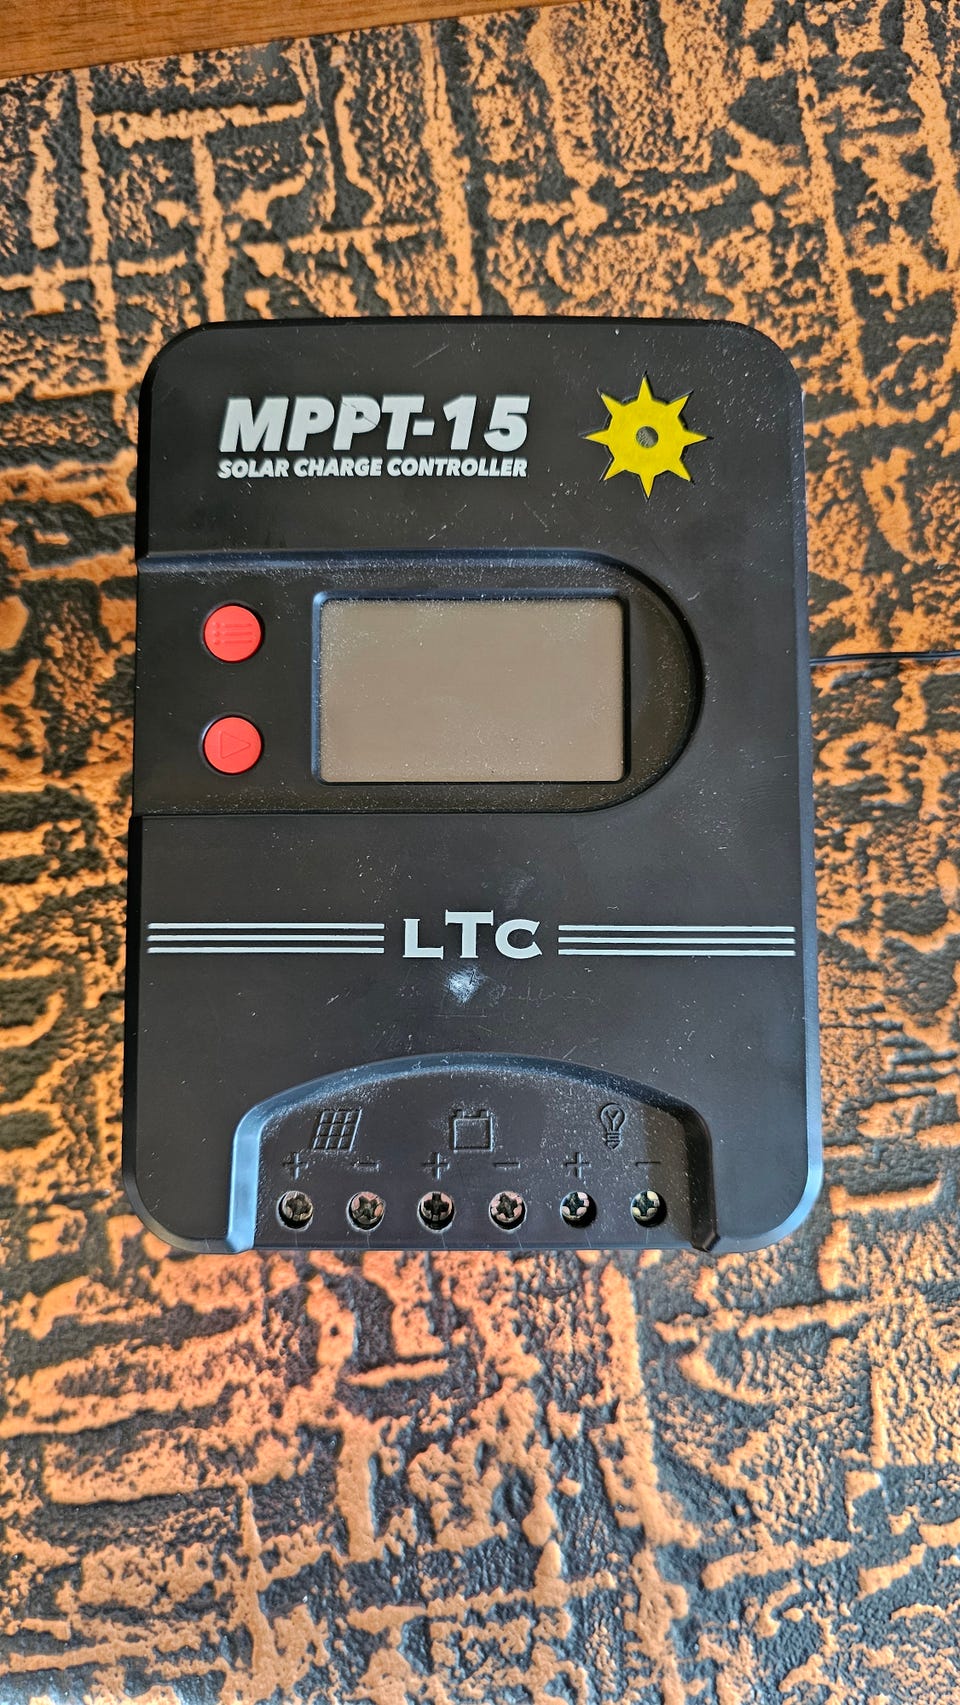 MPPT-15
SOLAR CHARGE CONTROLLER
LTC
+ - + - + -